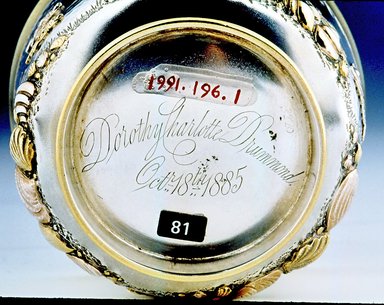 1991.196.1
Dorothy Charlotte Drummond.
Oct. 18th 1885
81